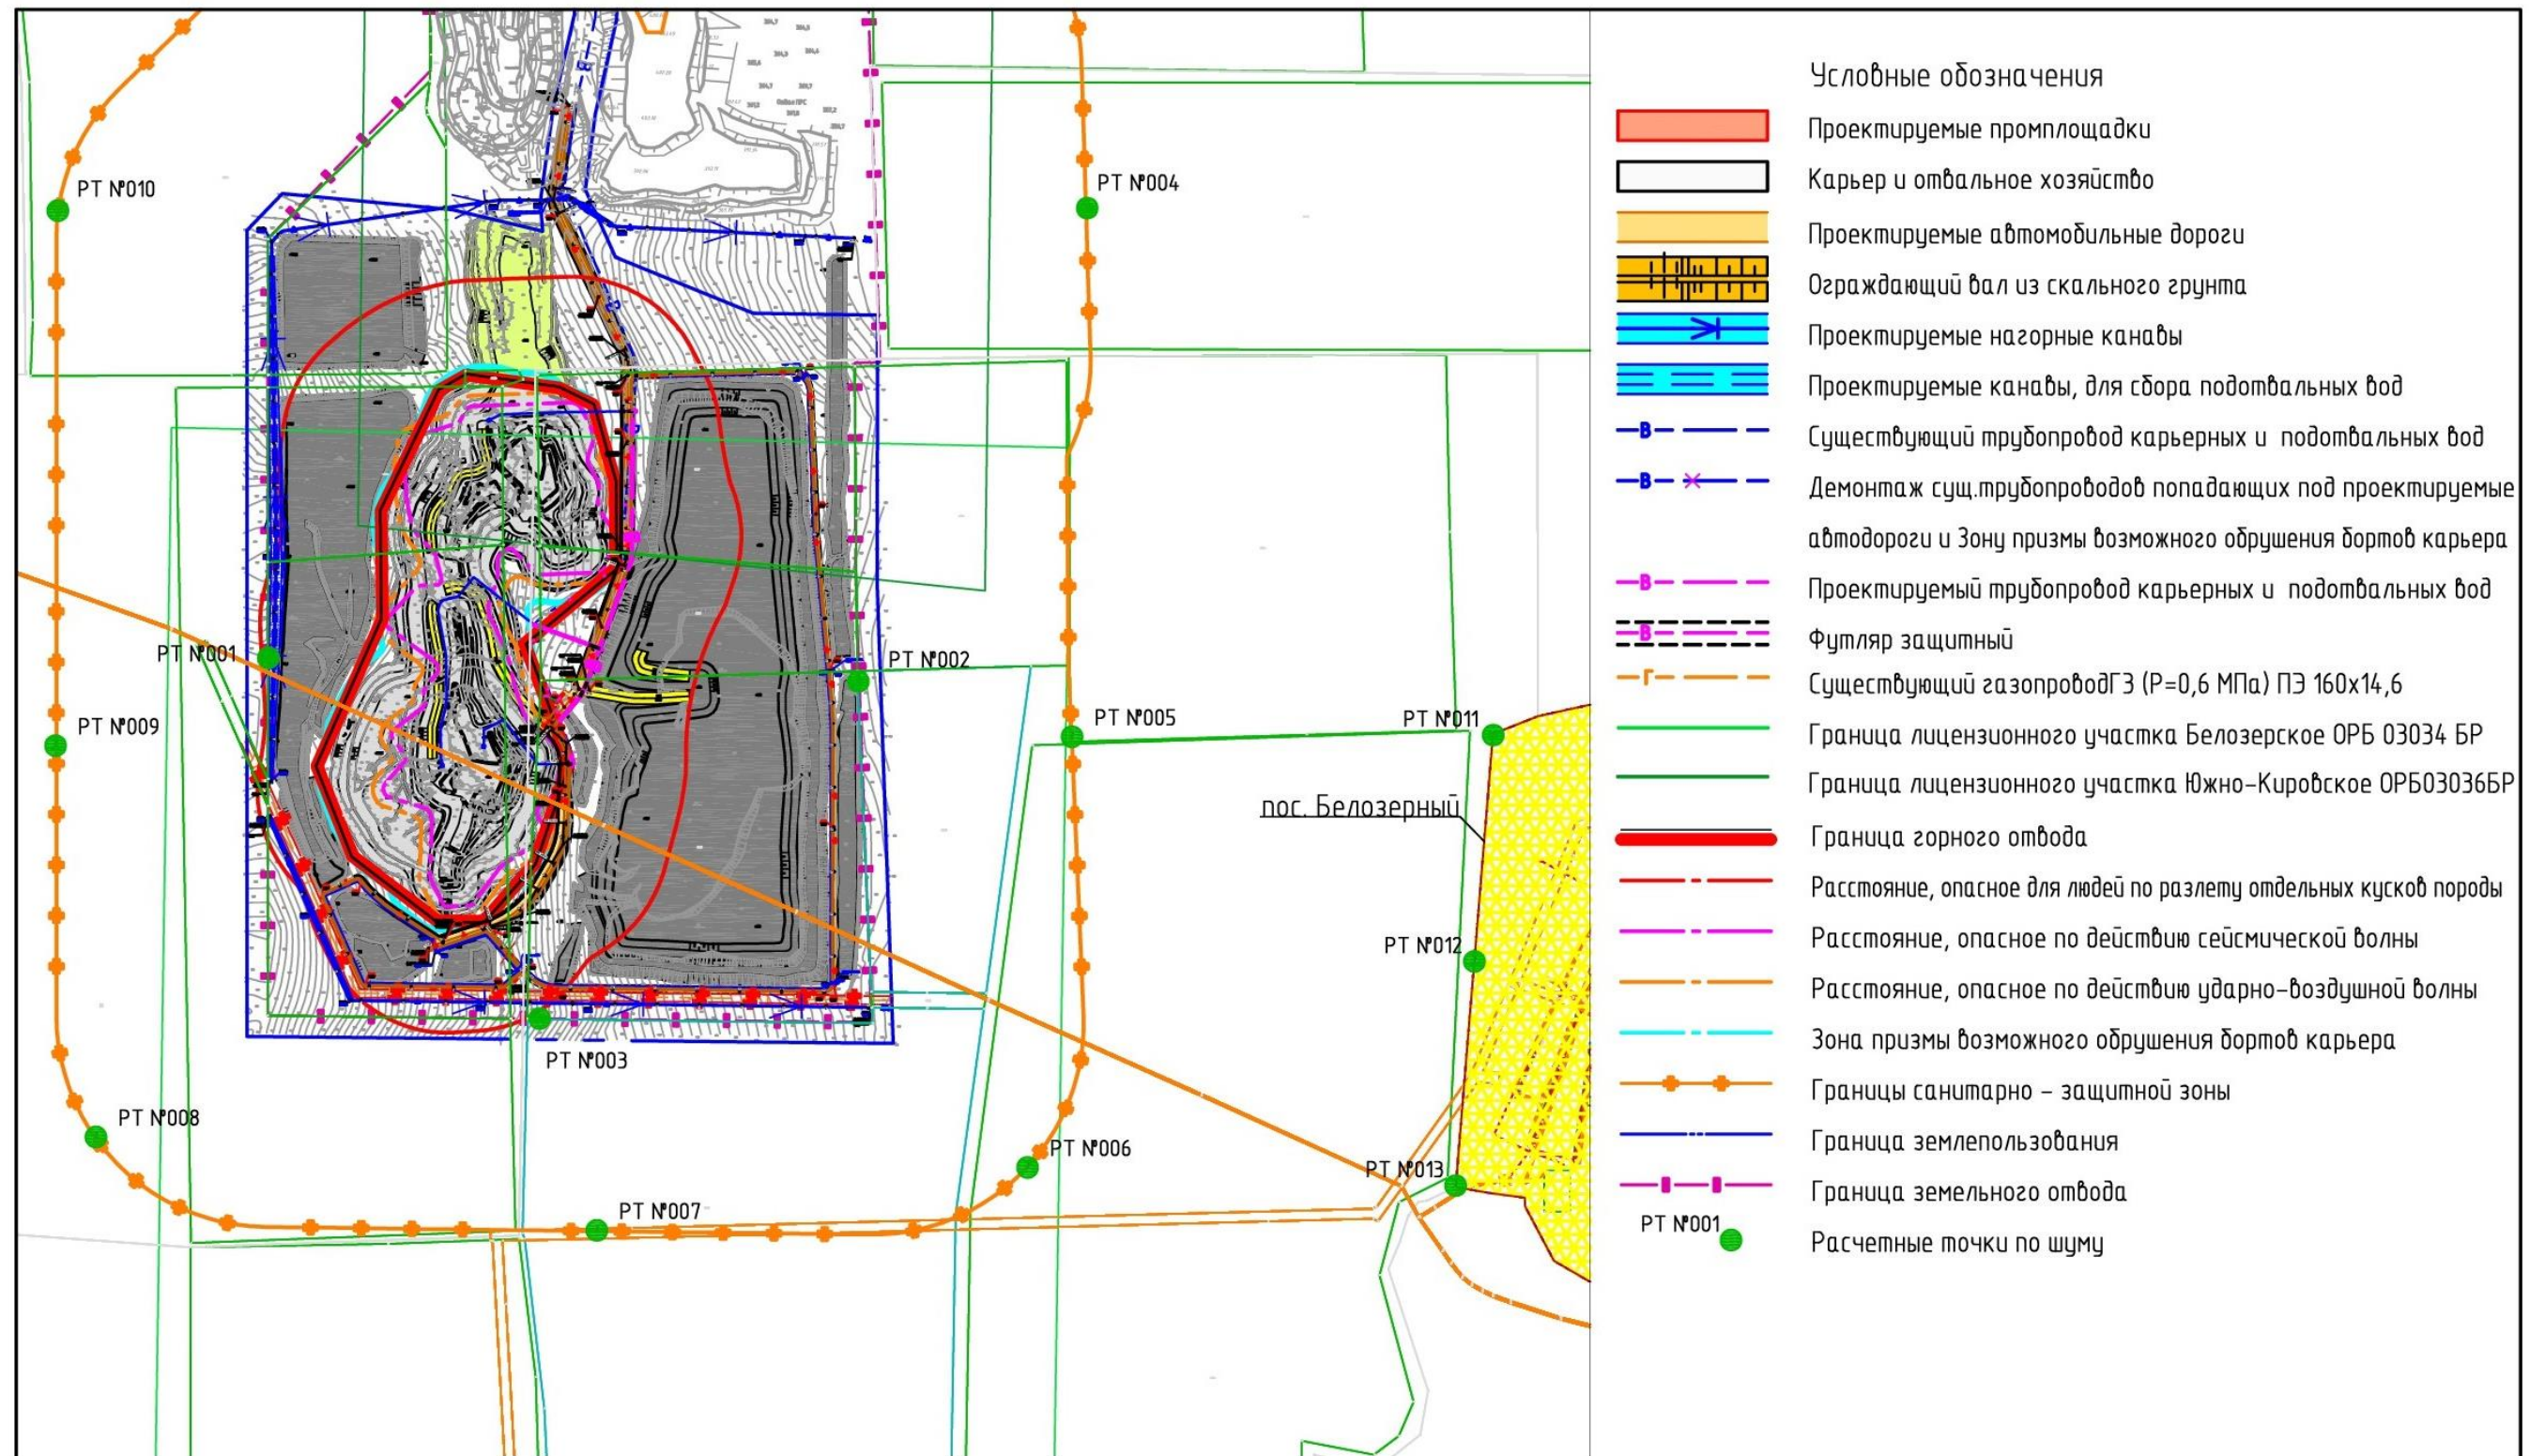 РТ №010
РТ №004
РТ №001
РТ №002
РТ №009
РТ №005
РТ №011
пос. Белозерный
РТ №012
РТ №003
РТ №008
РТ №006
РТ №013
РТ №007
Условные обозначения
Проектируемые промплощадки
Карьер и отвальное хозяйство
Проектируемые автомобильные дороги
Ограждающий вал из скального грунта
Проектируемые нагорные канавы
Проектируемые канавы, для сбора подотвальных вод
В Существующий трубопровод карьерных и подотвальных вод
В Демонтаж сущ.трубопроводов попадающих под проектируемые
автодороги и Зону призмы возможного обрушения бортов карьера
В Проектируемый трубопровод карьерных и подотвальных вод
В Футляр защитный
Г Существующий газопроводГ3 (Р=0,6 МПа) ПЭ 160х14,6
Граница лицензионного участка Белозерское ОРБ 03034 БР
Граница лицензионного участка Южно-Кировское ОРБ03036БР
Граница горного отвода
Расстояние, опасное для людей по разлету отдельных кусков породы
Расстояние, опасное по действию сейсмической волны
Расстояние, опасное по действию ударно-воздушной волны
Зона призмы возможного обрушения бортов карьера
Границы санитарно - защитной зоны
Граница землепользования
Граница земельного отвода
РТ №001
Расчетные точки по шуму